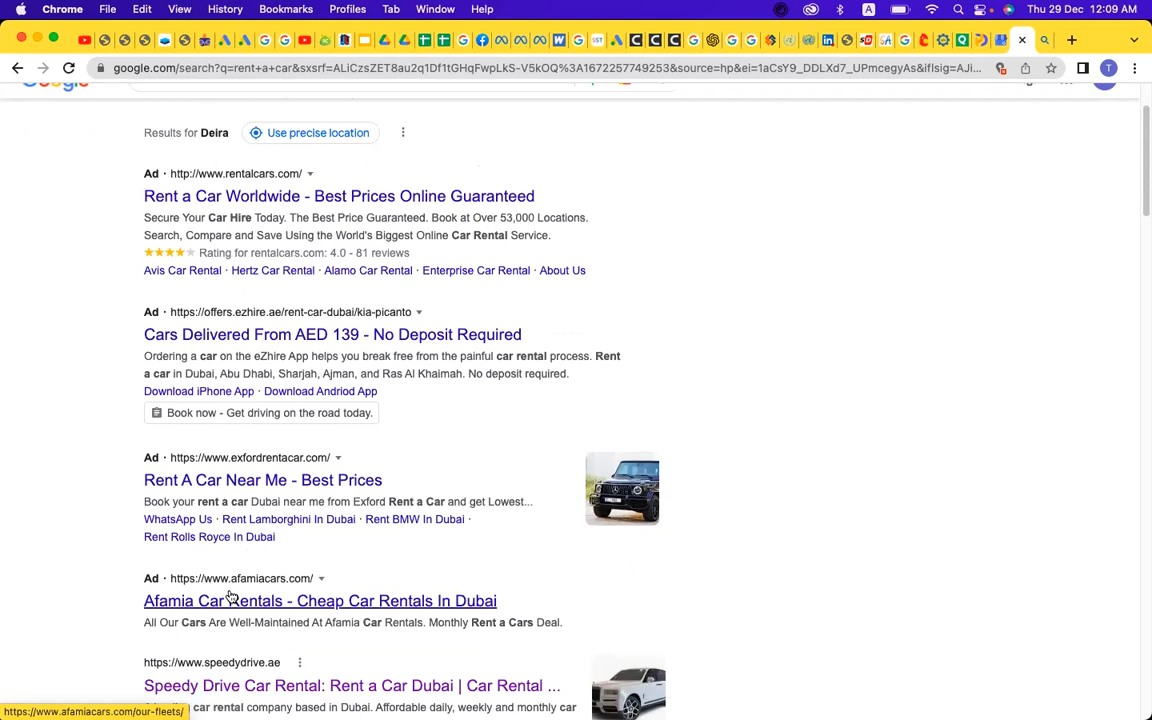 Chrome File Edit View History Bookmarks Profiles Tab Window Help A Thu 29 Dec 12:09 AM
google.com/search?q=rent+a+car&sxsrf=ALiCzsZET8au2q1Df1tGHqFwpLkS-V5kOQ%3A1672257749253&source=hp&ei=1aCsY9_DDLXd7_UPmcegyAs&iflsig=AJi... T
Results for Deira Use precise location
Ad · http://www.rentalcars.com/
Rent a Car Worldwide - Best Prices Online Guaranteed
Secure Your Car Hire Today. The Best Price Guaranteed. Book at Over 53,000 Locations.
Search, Compare and Save Using the World's Biggest Online Car Rental Service.
Rating for rentalcars.com: 4.0 - 81 reviews
Avis Car Rental · Hertz Car Rental · Alamo Car Rental · Enterprise Car Rental · About Us
Ad · https://offers.ezhire.ae/rent-car-dubai/kia-picanto
Cars Delivered From AED 139 - No Deposit Required
Ordering a car on the eZhire App helps you break free from the painful car rental process. Rent
a car in Dubai, Abu Dhabi, Sharjah, Ajman, and Ras Al Khaimah. No deposit required.
Download iPhone App · Download Andriod App
Book now - Get driving on the road today.
Ad · https://www.exfordrentacar.com/
Rent A Car Near Me - Best Prices
Book your rent a car Dubai near me from Exford Rent a Car and get Lowest...
WhatsApp Us · Rent Lamborghini In Dubai · Rent BMW In Dubai ·
Rent Rolls Royce In Dubai
Ad · https://www.afamiacars.com/
Afamia Car Rentals - Cheap Car Rentals In Dubai
All Our Cars Are Well-Maintained At Afamia Car Rentals. Monthly Rent a Cars Deal.
https://www.speedydrive.ae
Speedy Drive Car Rental: Rent a Car Dubai | Car Rental ...
car rental company based in Dubai. Affordable daily, weekly and monthly car
https://www.afamiacars.com/our-fleets/